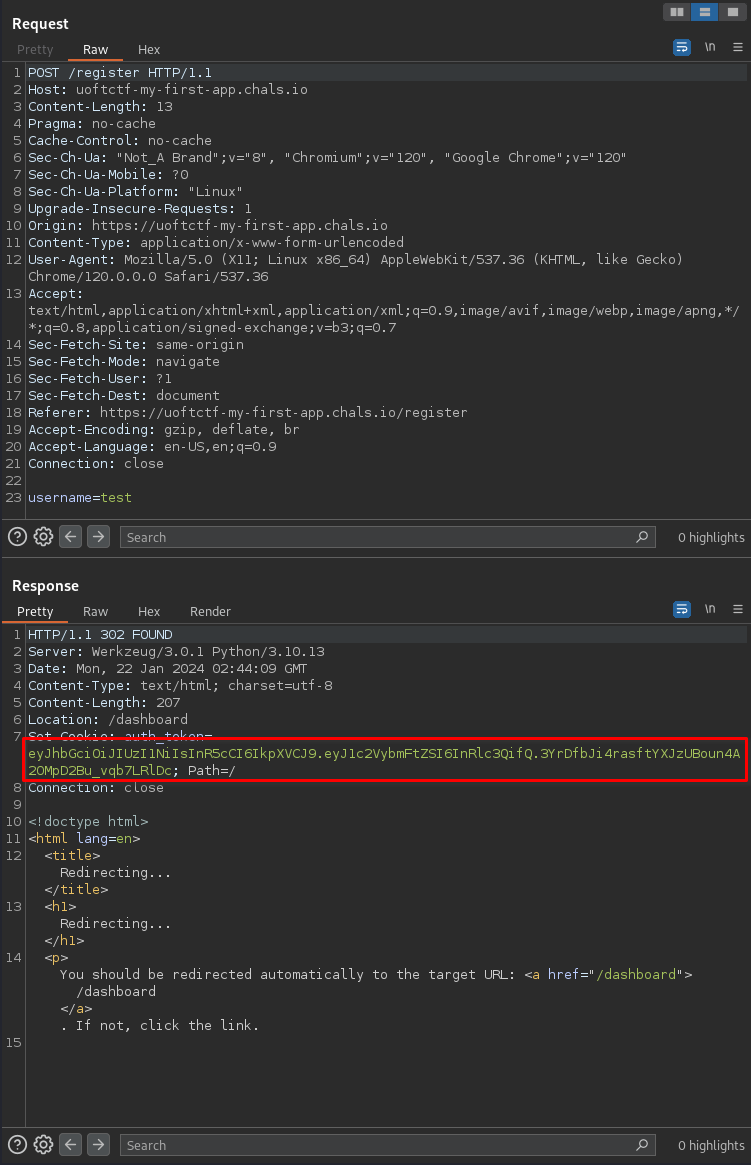 Request
Pretty Raw Hex \n
1 POST /register HTTP/1.1
2 Host: uoftctf-my-first-app.chals.io
3 Content-Length: 13
4 Pragma: no-cache
5 Cache-Control: no-cache
6 Sec-Ch-Ua: "Not_A Brand";v="8", "Chromium";v="120", "Google Chrome";v="120"
7 Sec-Ch-Ua-Mobile: ?0
8 Sec-Ch-Ua-Platform: "Linux"
9 Upgrade-Insecure-Requests: 1
10 Origin: https://uoftctf-my-first-app.chals.io
11 Content-Type: application/x-www-form-urlencoded
12 User-Agent: Mozilla/5.0 (X11; Linux x86_64) AppleWebKit/537.36 (KHTML, like Gecko)
Chrome/120.0.0.0 Safari/537.36
13 Accept:
text/html,application/xhtml+xml,application/xml;q=0.9,image/avif,image/webp,image/apng,*/
*;q=0.8,application/signed-exchange;v=b3;q=0.7
14 Sec-Fetch-Site: same-origin
15 Sec-Fetch-Mode: navigate
16 Sec-Fetch-User: ?1
17 Sec-Fetch-Dest: document
18 Referer: https://uoftctf-my-first-app.chals.io/register
19 Accept-Encoding: gzip, deflate, br
20 Accept-Language: en-US,en;q=0.9
21 Connection: close
22
23 username=test
Search 0 highlights
Response
Pretty Raw Hex Render \n
1 HTTP/1.1 302 FOUND
2 Server: Werkzeug/3.0.1 Python/3.10.13
3 Date: Mon, 22 Jan 2024 02:44:09 GMT
4 Content-Type: text/html; charset=utf-8
5 Content-Length: 207
6 Location: /dashboard
7 Set-Cookie: auth_token=
eyJhbGciOiJIUzI1NiIsInR5cCI6IkpXVCJ9.eyJ1c2VybmFtZSI6InRlc3QifQ.3YrDfbJi4rasftYXJzUBoun4A
2OMpD2Bu_vqb7LRlDc; Path=/
8 Connection: close
9
10 <!doctype html>
11 <html lang=en>
12 <title>
Redirecting...
</title>
13 <h1>
Redirecting...
</h1>
14 <p>
You should be redirected automatically to the target URL: <a href="/dashboard">
/dashboard
</a>
. If not, click the link.
15
Search 0 highlights